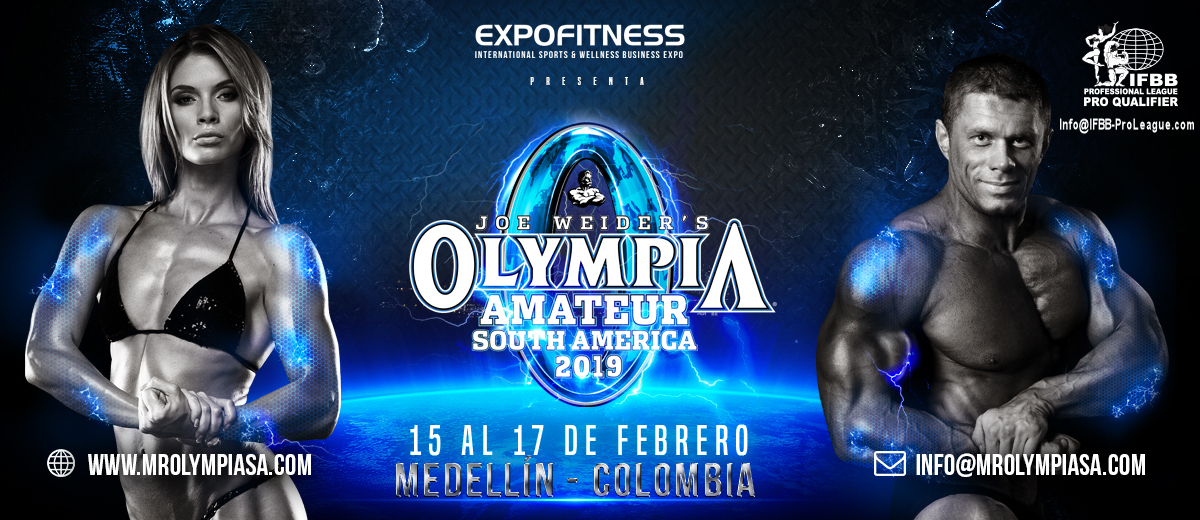 EXPOFITNESS
INTERNATIONAL SPORTS & WELLNESS BUSINESS EXPO
PRESENTA
IFBB
PROFESSIONAL LEAGUE
PRO QUALIFIER
Info@IFBB-ProLeague.com
JOE WEIDER'S
OLYMPIA
AMATEUR
SOUTH AMERICA
2019
15 AL 17 DE FEBRERO
MEDELLÍN - COLOMBIA
WWW.MROLYMPIASA.COM
INFO@MROLYMPIASA.COM